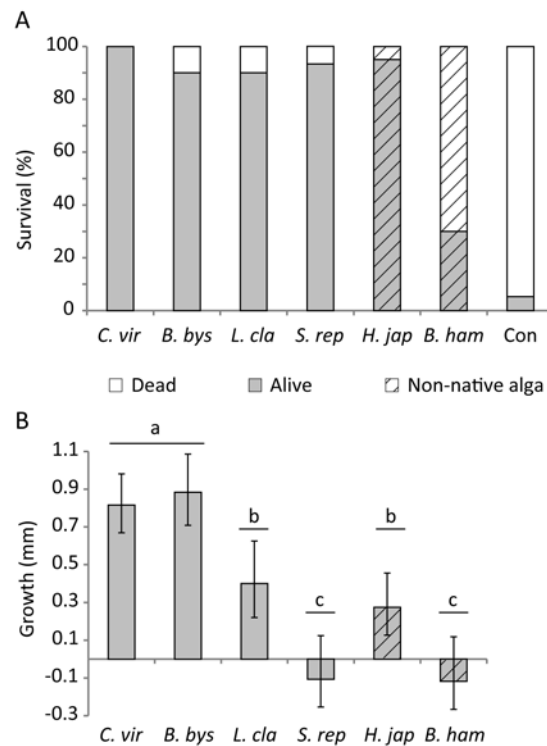 A
100
80
60
40
20
0
Survival (%)
C. vir B. bys L. cla S. rep H. jap B. ham Con
Dead Alive Non-native alga
B
1.1
0.9
0.7
0.5
0.3
0.1
-0.1
-0.3
Growth (mm)
a
b
c
b
c
C. vir B. bys L. cla S. rep H. jap B. ham